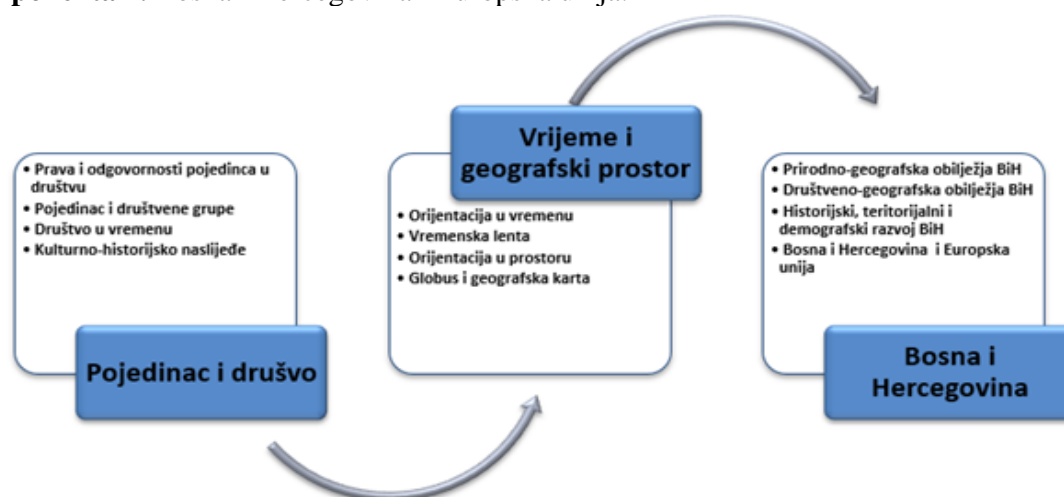 Prava i odgovornosti pojedinca u
društvu
Pojedinac i društvene grupe
Društvo u vremenu
Kulturno-historijsko naslijeđe
Pojedinac i drušvo
Vrijeme i
geografski prostor
Orijentacija u vremenu
Vremenska lenta
Orijentacija u prostoru
Globus i geografska karta
Prirodno-geografska obilježja BiH
Društveno-geografska obilježja BiH
Historijski, teritorijalni i
demografski razvoj BiH
Bosna i Hercegovina i Europska
unija
Bosna i
Hercegovina